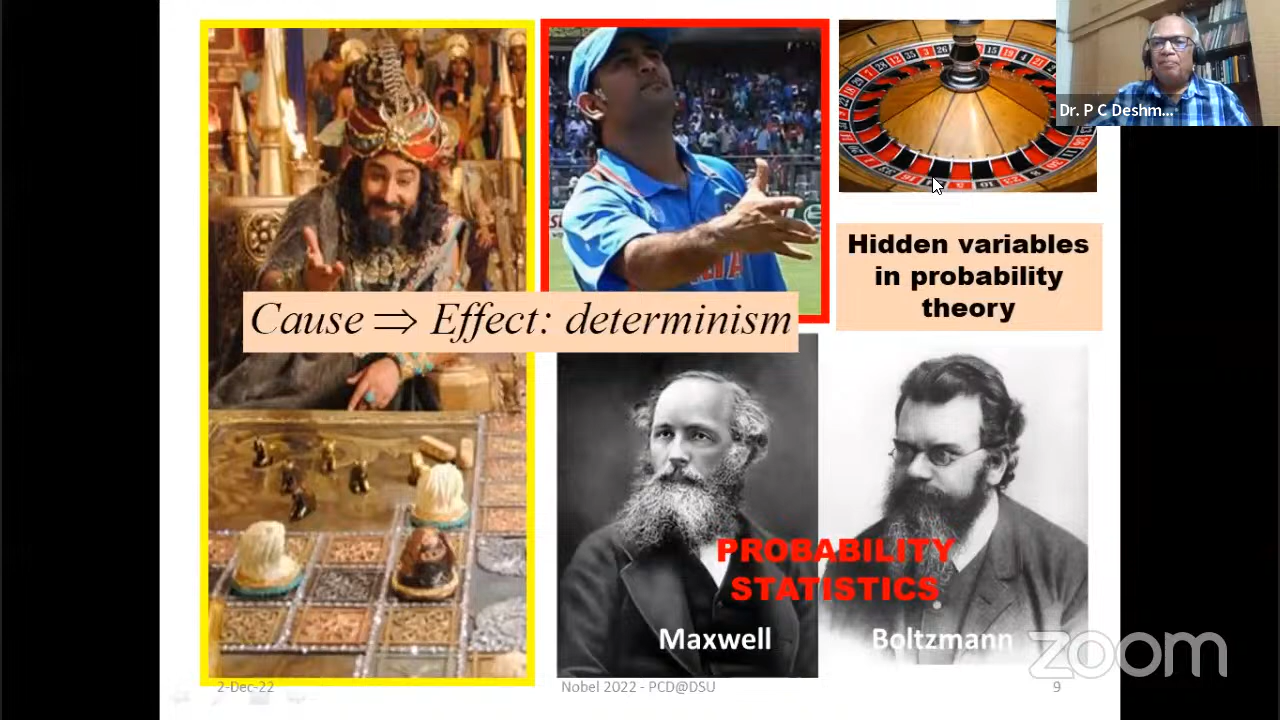 Dr. P C Deshm...
Hidden variables
in probability
theory
Cause ⇒ Effect: determinism
PROBABILITY
STATISTICS
Maxwell
Boltzmann
zoom
2-Dec-22
Nobel 2022 - PCD@DSU
9